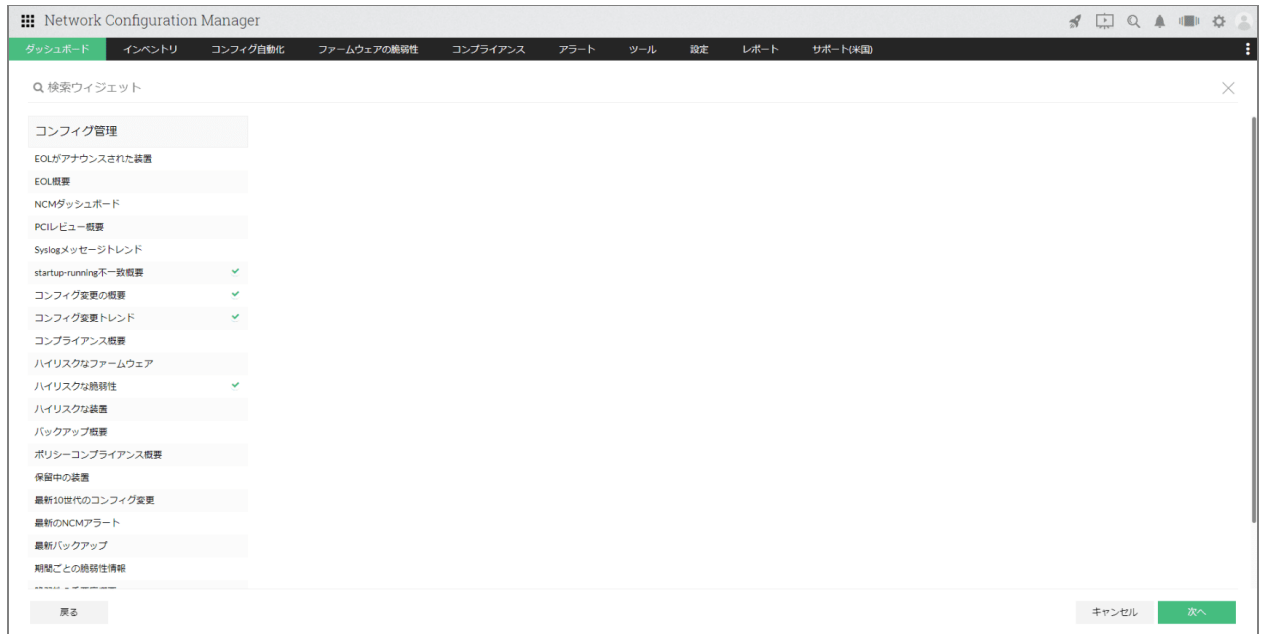 Network Configuration Manager
ダッシュボード インベントリ コンフィグ自動化 ファームウェアの脆弱性 コンプライアンス アラート ツール 設定 レポート サポート(米国)
検索ウィジェット
コンフィグ管理
EOLがアナウンスされた装置
EOL概要
NCMダッシュボード
PCIレビュー概要
Syslogメッセージトレンド
startup-running不一致概要
コンフィグ変更の概要
コンフィグ変更トレンド
コンプライアンス概要
ハイリスクなファームウェア
ハイリスクな脆弱性
ハイリスクな装置
バックアップ概要
ポリシーコンプライアンス概要
保留中の装置
最新10世代のコンフィグ変更
最新のNCMアラート
最新バックアップ
期間ごとの脆弱性情報
戻る キャンセル 次へ